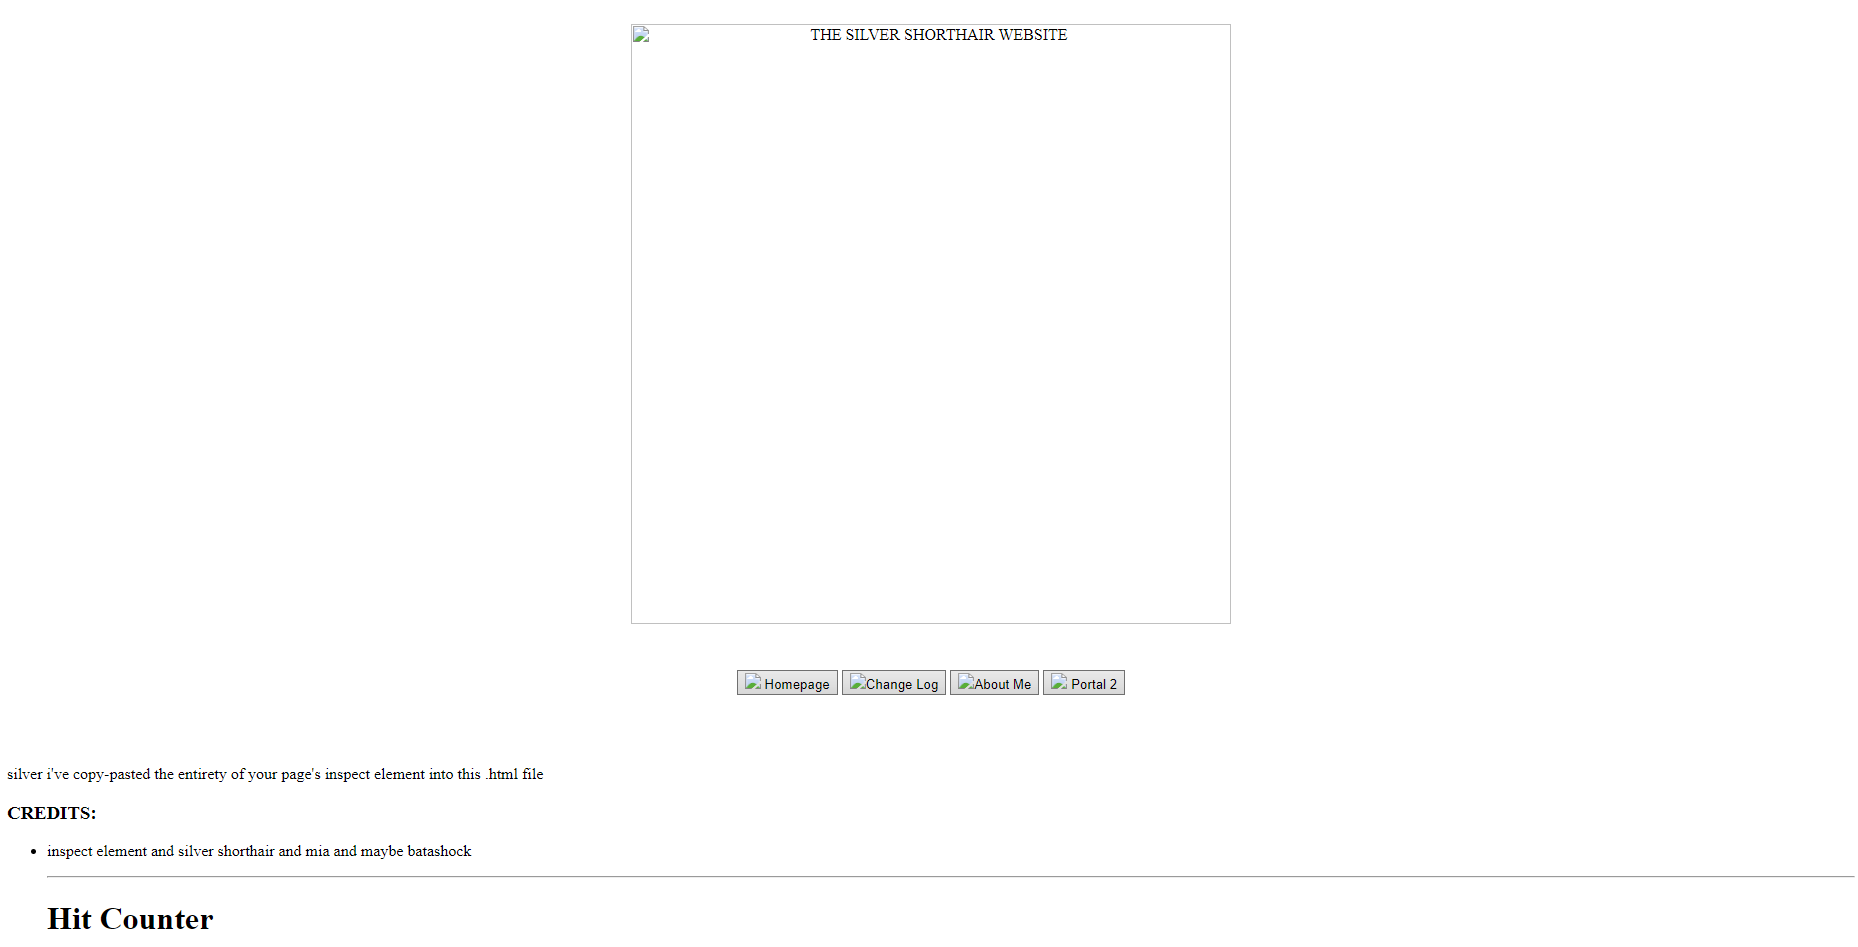 THE SILVER SHORTHAIR WEBSITE
Homepage Change Log About Me Portal 2
silver i've copy-pasted the entirety of your page's inspect element into this .html file
CREDITS:
inspect element and silver shorthair and mia and maybe batashock
Hit Counter